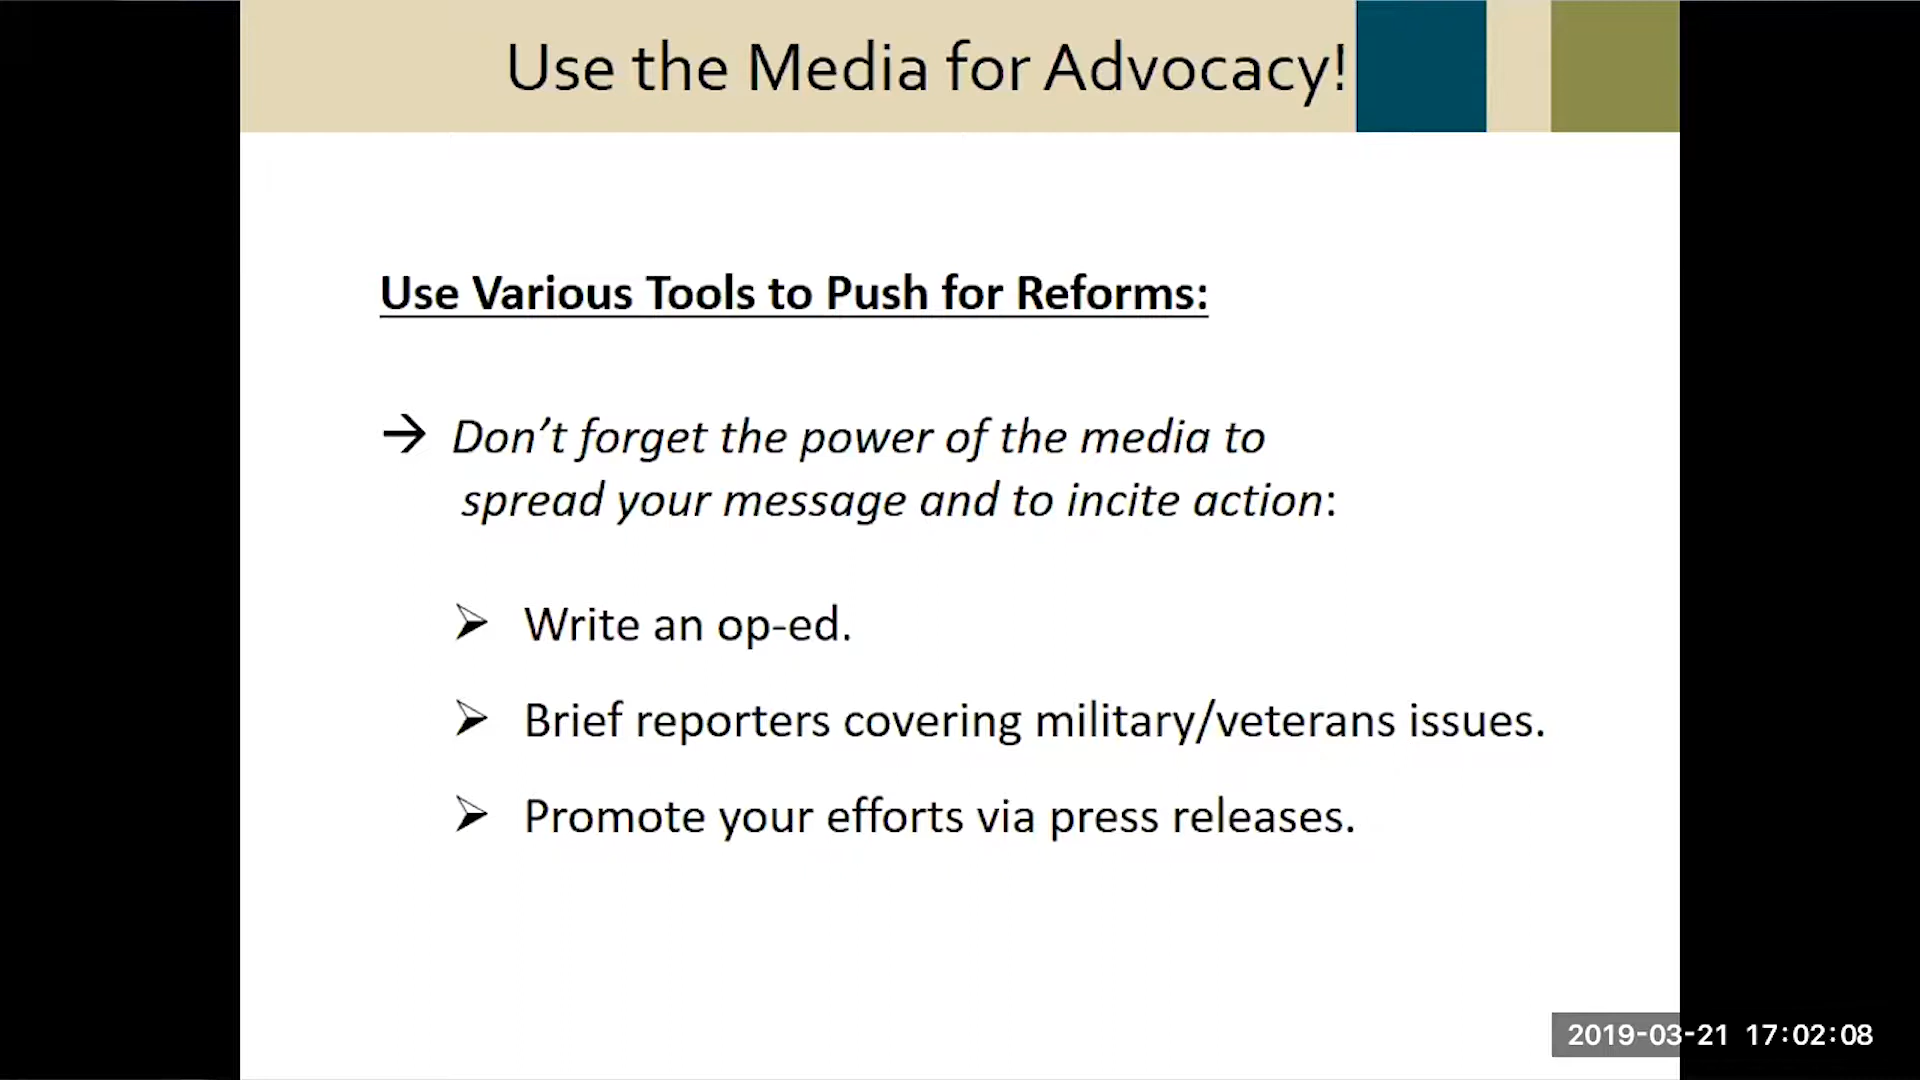 Use the Media for Advocacy!
Use Various Tools to Push for Reforms:
→ Don’t forget the power of the media to
spread your message and to incite action:
➢ Write an op-ed.
➢ Brief reporters covering military/veterans issues.
➢ Promote your efforts via press releases.
2019-03-21 17:02:08